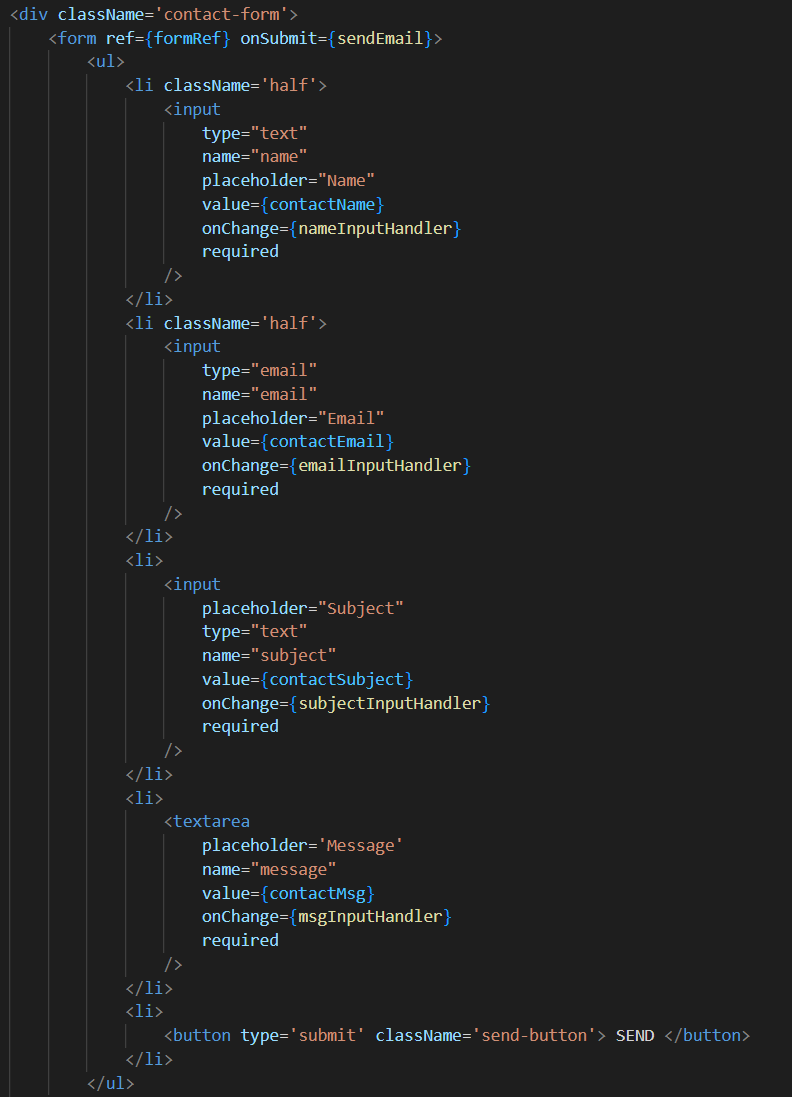 <div className='contact-form'>
<form ref={formRef} onSubmit={sendEmail}>
<ul>
<li className='half'>
<input
type="text"
name="name"
placeholder="Name"
value={contactName}
onChange={nameInputHandler}
required
/>
</li>
<li className='half'>
<input
type="email"
name="email"
placeholder="Email"
value={contactEmail}
onChange={emailInputHandler}
required
/>
</li>
<li>
<input
placeholder="Subject"
type="text"
name="subject"
value={contactSubject}
onChange={subjectInputHandler}
required
/>
</li>
<li>
<textarea
placeholder='Message'
name="message"
value={contactMsg}
onChange={msgInputHandler}
required
/>
</li>
<li>
<button type='submit' className='send-button'> SEND </button>
</li>
</ul>